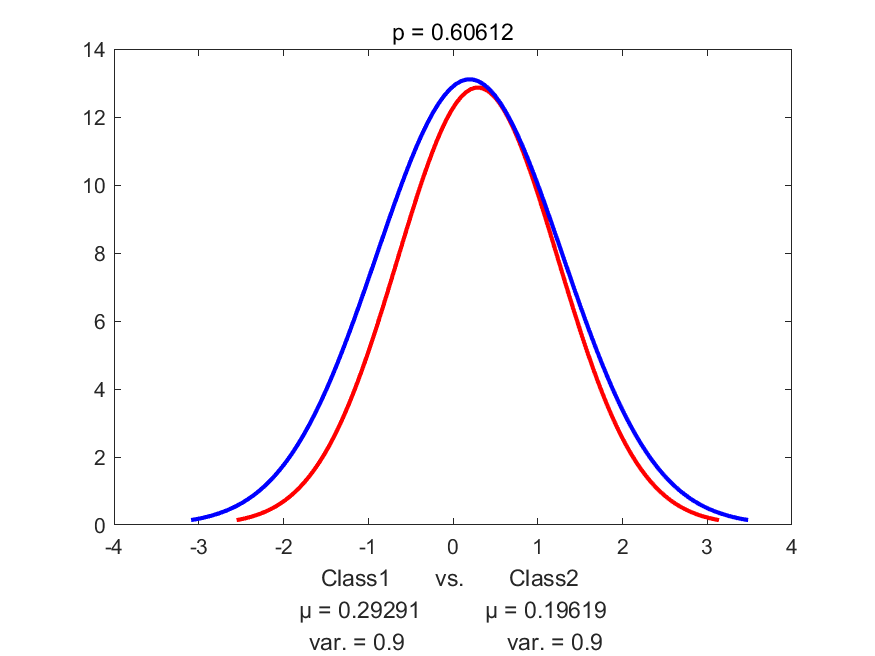 p = 0.60612
14
12
10
8
6
4
2
0
-4 -3 -2 -1 0 1 2 3 4
Class1 vs. Class2
μ = 0.29291 μ = 0.19619
var. = 0.9 var. = 0.9